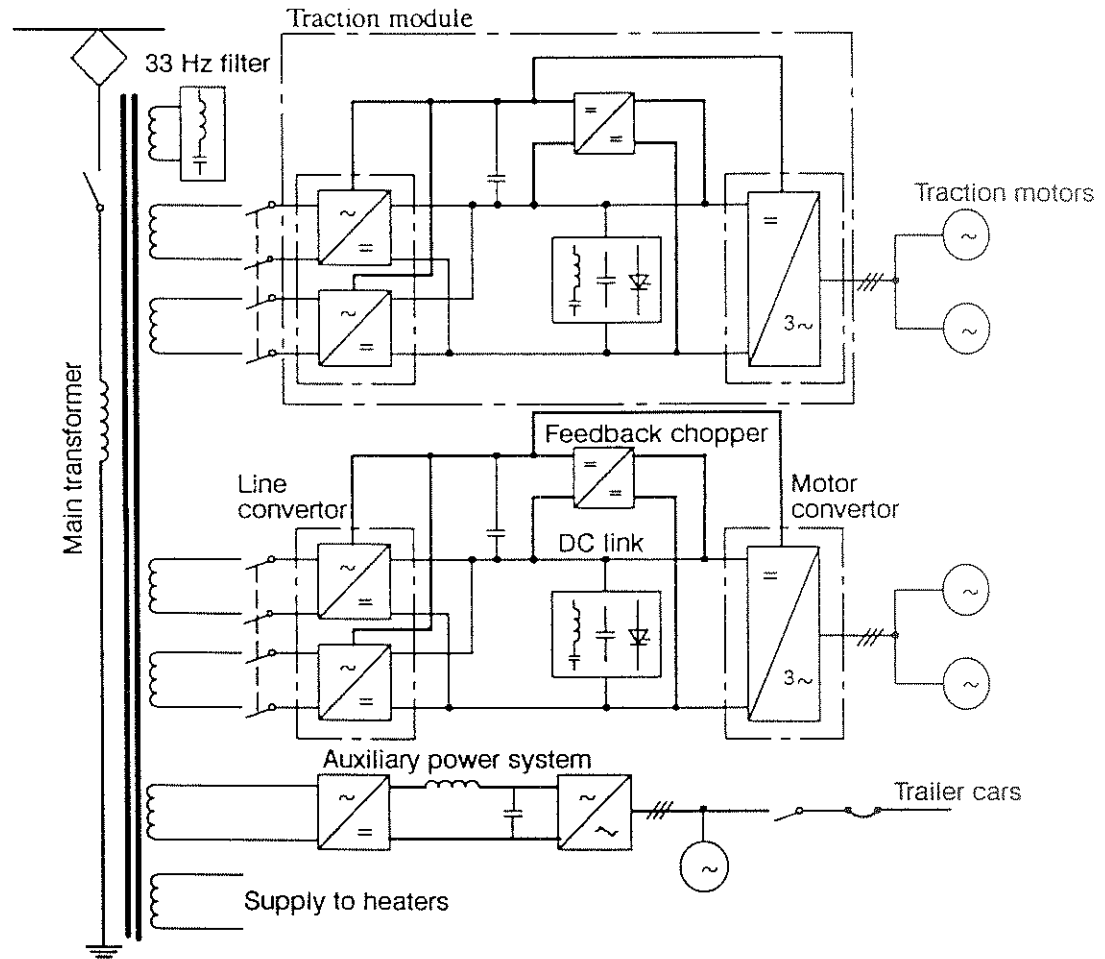 Traction module
33 Hz filter
Traction motors
3~
Main transformer
Feedback chopper
Line
convertor
Motor
convertor
DC link
3~
Auxiliary power system
Trailer cars
Supply to heaters